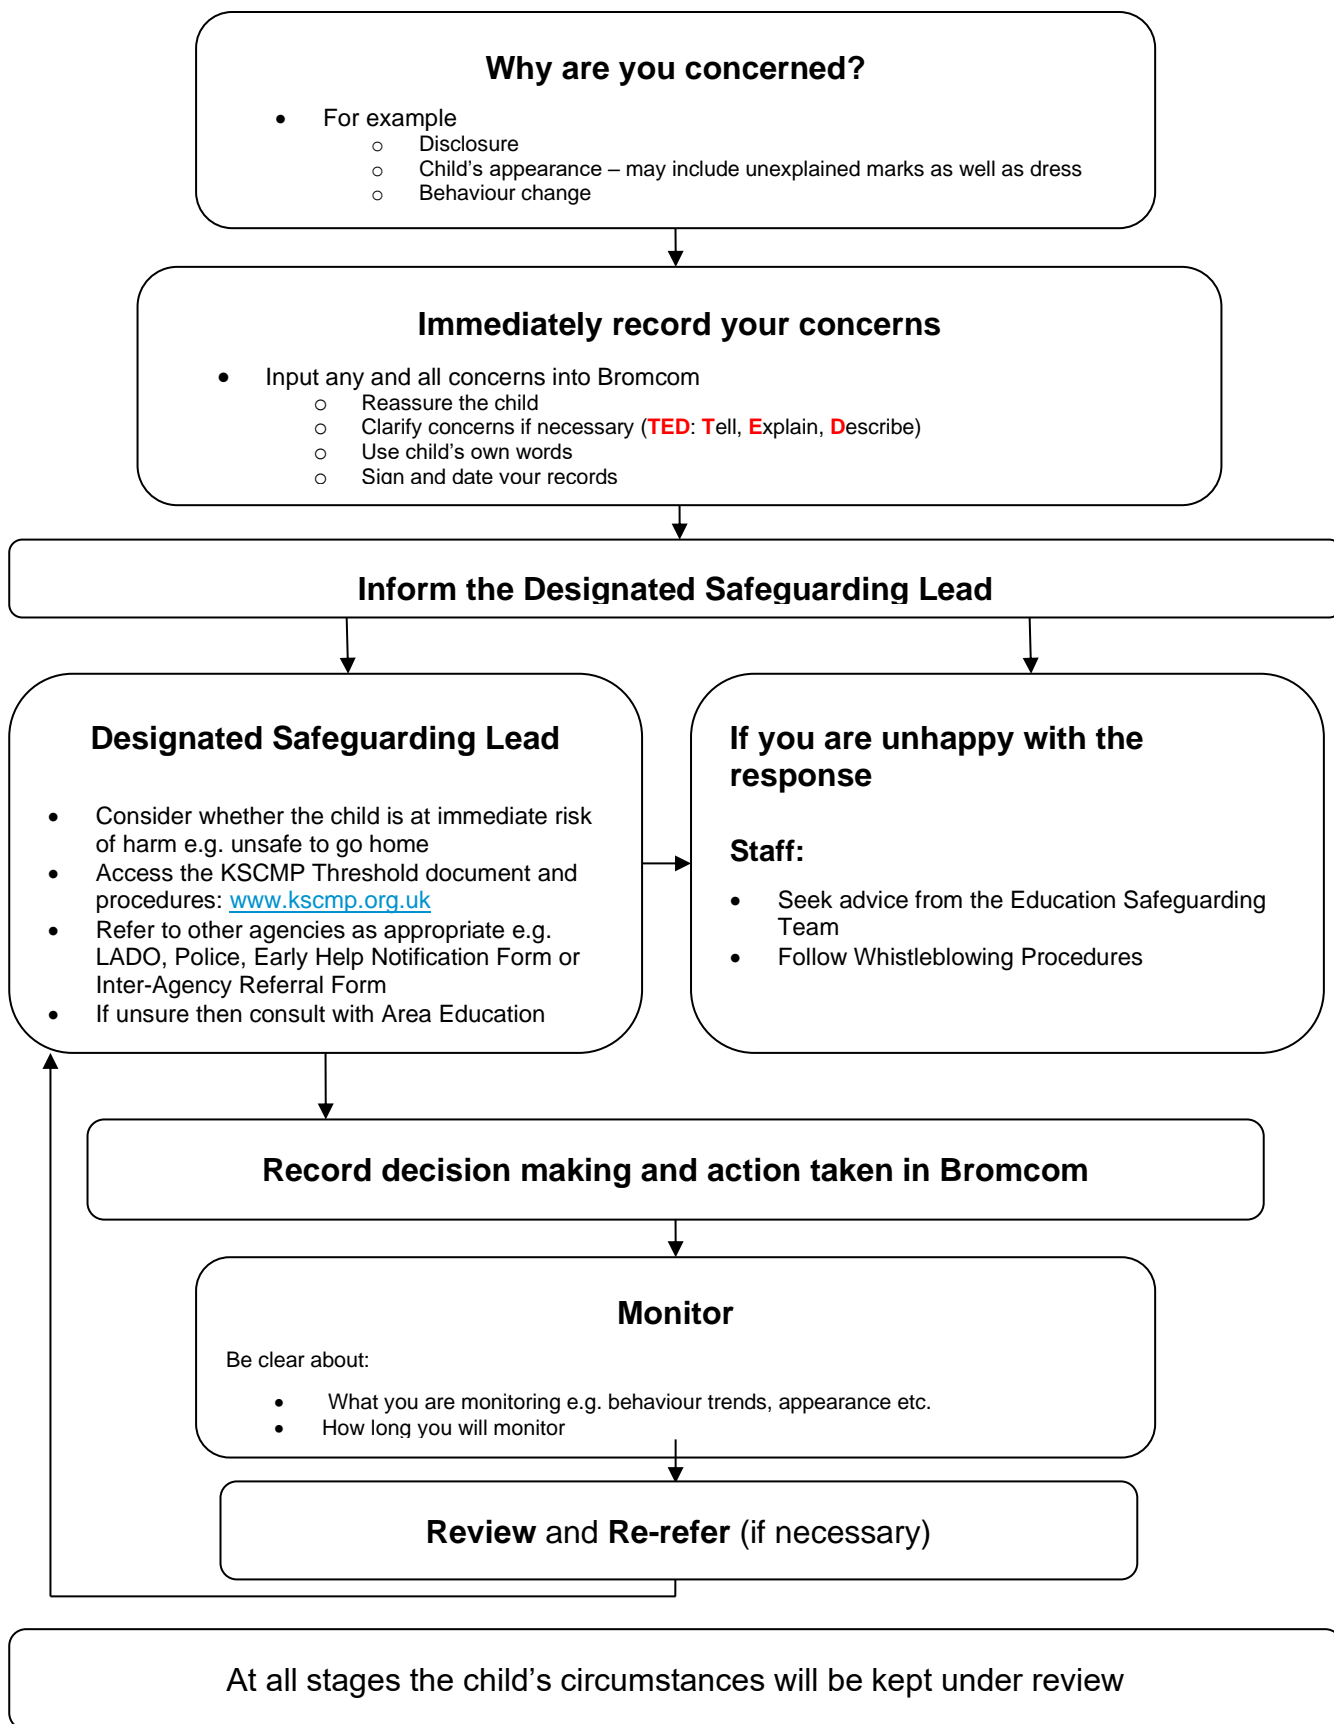 Why are you concerned?
• For example
o Disclosure
o Child's appearance – may include unexplained marks as well as dress
o Behaviour change
Immediately record your concerns
• Input any and all concerns into Bromcom
o Reassure the child
o Clarify concerns if necessary (TED: Tell, Explain, Describe)
o Use child's own words
o Sign and date your records
Inform the Designated Safeguarding Lead
Designated Safeguarding Lead
• Consider whether the child is at immediate risk
of harm e.g. unsafe to go home
• Access the KSCMP Threshold document and
procedures: www.kscmp.org.uk
• Refer to other agencies as appropriate e.g.
LADO, Police, Early Help Notification Form or
Inter-Agency Referral Form
• If unsure then consult with Area Education
If you are unhappy with the
response
Staff:
• Seek advice from the Education Safeguarding
Team
• Follow Whistleblowing Procedures
Record decision making and action taken in Bromcom
Monitor
Be clear about:
• What you are monitoring e.g. behaviour trends, appearance etc.
• How long you will monitor
Review and Re-refer (if necessary)
At all stages the child's circumstances will be kept under review